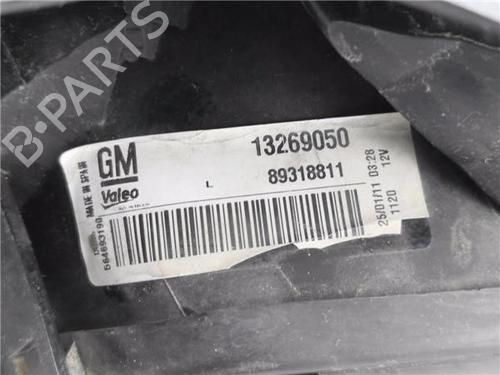 B-PARTS
MADE IN SPAIN
GM
Valeo
L
13269050
89318811
25/01/11 03:28
12V
1120